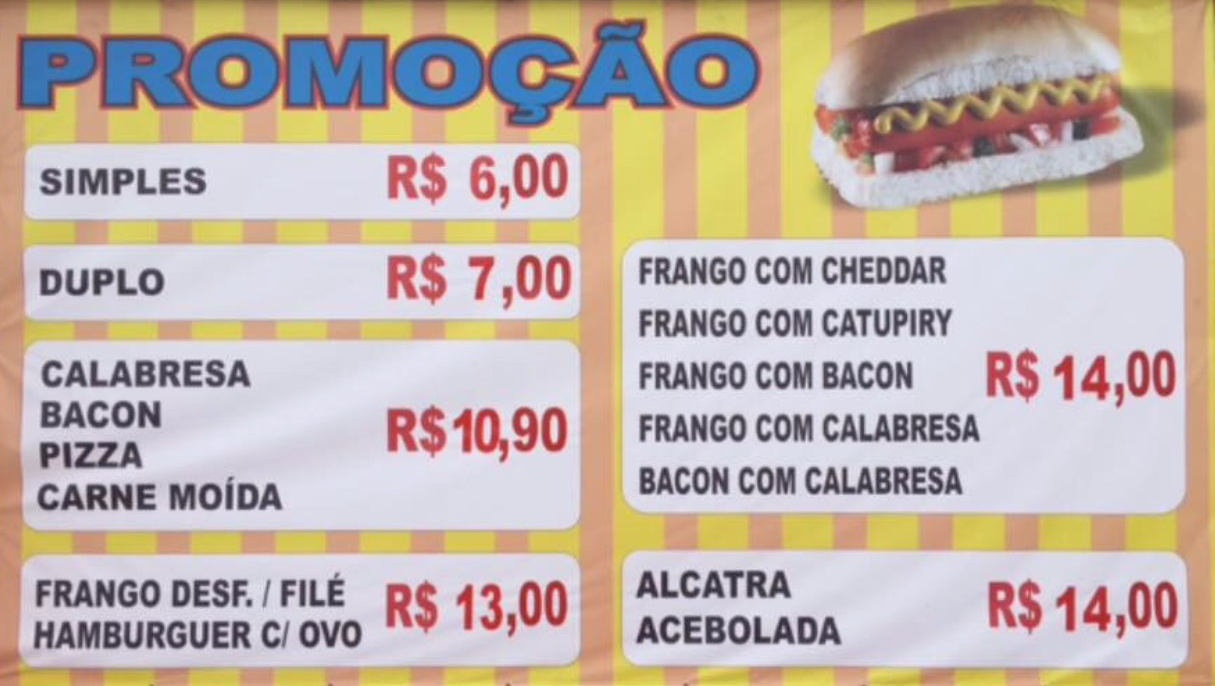 PROMOÇÃO
SIMPLES R$ 6,00
DUPLO R$ 7,00
CALABRESA
BACON
PIZZA
CARNE MOÍDA
R$ 10,90
FRANGO DESF. / FILÉ
HAMBURGUER C/ OVO
R$ 13,00
FRANGO COM CHEDDAR
FRANGO COM CATUPIRY
FRANGO COM BACON
FRANGO COM CALABRESA
BACON COM CALABRESA
R$ 14,00
ALCATRA
ACEBOLADA
R$ 14,00